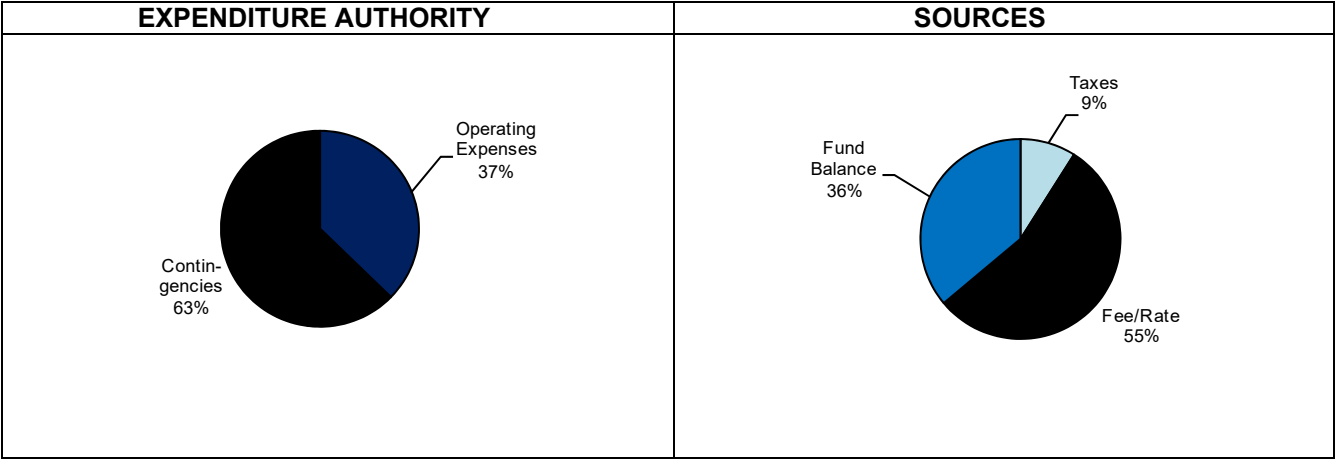 EXPENDITURE AUTHORITY
Operating
Expenses
37%
Contin-
gencies
63%
SOURCES
Taxes
9%
Fund
Balance
36%
Fee/Rate
55%